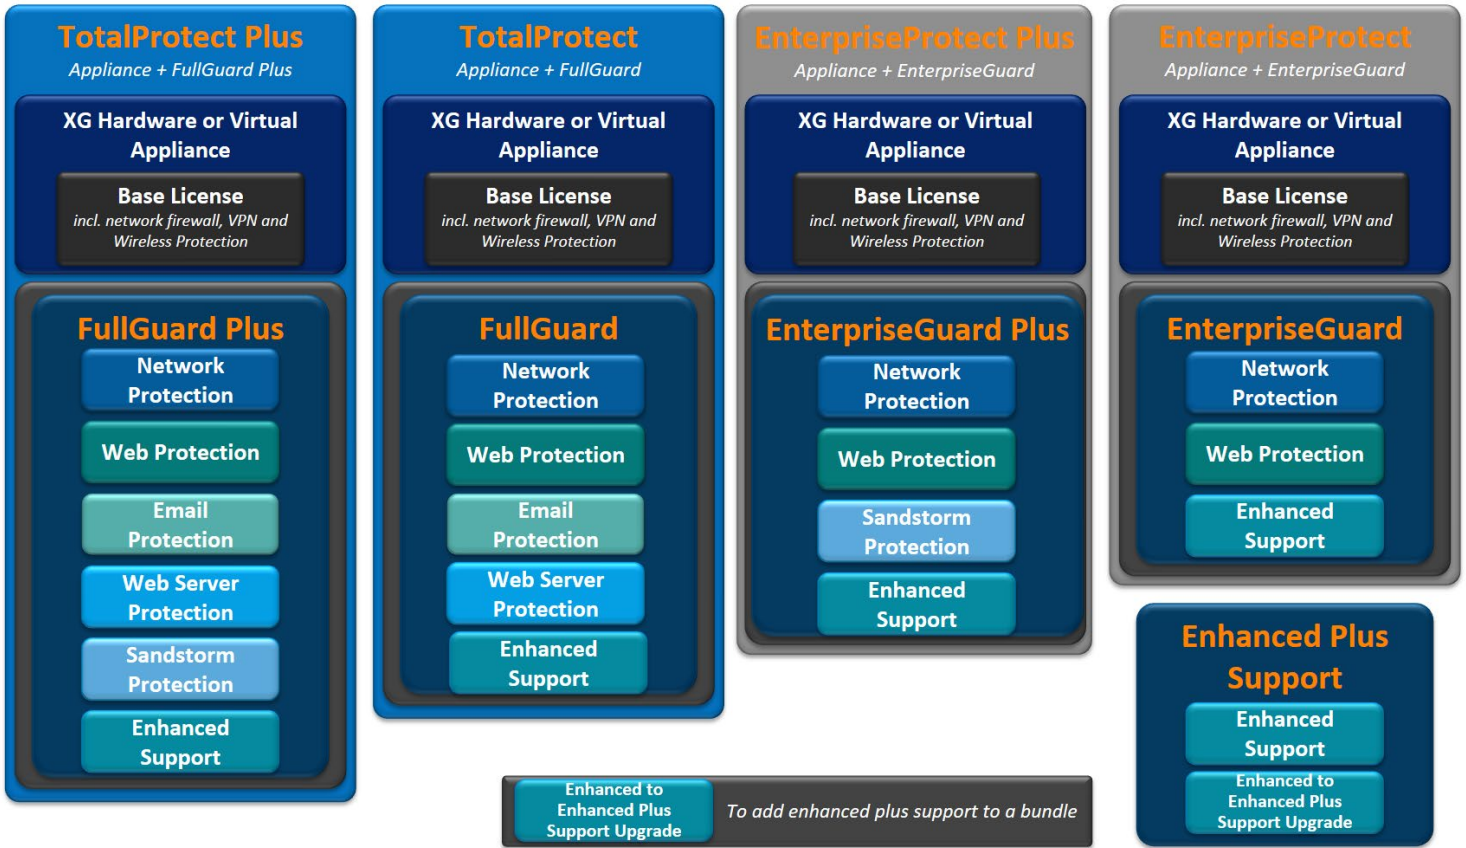 TotalProtect Plus
Appliance + FullGuard Plus
XG Hardware or Virtual
Appliance
Base License
incl. network firewall, VPN and
Wireless Protection
FullGuard Plus
Network
Protection
Web Protection
Email
Protection
Web Server
Protection
Sandstorm
Protection
Enhanced
Support
TotalProtect
Appliance + FullGuard
XG Hardware or Virtual
Appliance
Base License
incl. network firewall, VPN and
Wireless Protection
FullGuard
Network
Protection
Web Protection
Email
Protection
Web Server
Protection
Enhanced
Support
EnterpriseProtect Plus
Appliance + EnterpriseGuard
XG Hardware or Virtual
Appliance
Base License
incl. network firewall, VPN and
Wireless Protection
EnterpriseGuard Plus
Network
Protection
Web Protection
Sandstorm
Protection
Enhanced
Support
EnterpriseProtect
Appliance + EnterpriseGuard
XG Hardware or Virtual
Appliance
Base License
incl. network firewall, VPN and
Wireless Protection
EnterpriseGuard
Network
Protection
Web Protection
Enhanced
Support
Enhanced Plus
Support
Enhanced
Support
Enhanced to
Enhanced Plus
Support Upgrade
Enhanced to
Enhanced Plus
Support Upgrade
To add enhanced plus support to a bundle